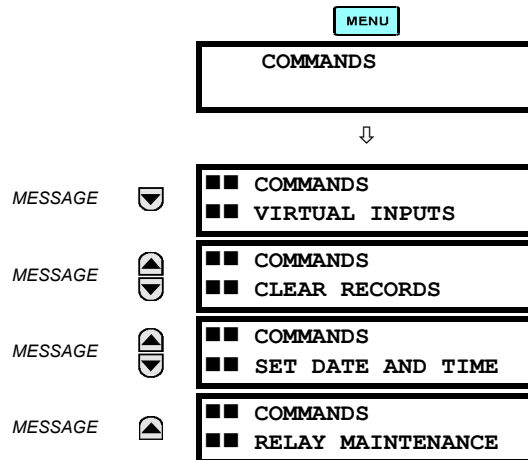 MENU
COMMANDS
⇩
MESSAGE ■■ COMMANDS
■■ VIRTUAL INPUTS
MESSAGE ■■ COMMANDS
■■ CLEAR RECORDS
MESSAGE ■■ COMMANDS
■■ SET DATE AND TIME
MESSAGE ■■ COMMANDS
■■ RELAY MAINTENANCE